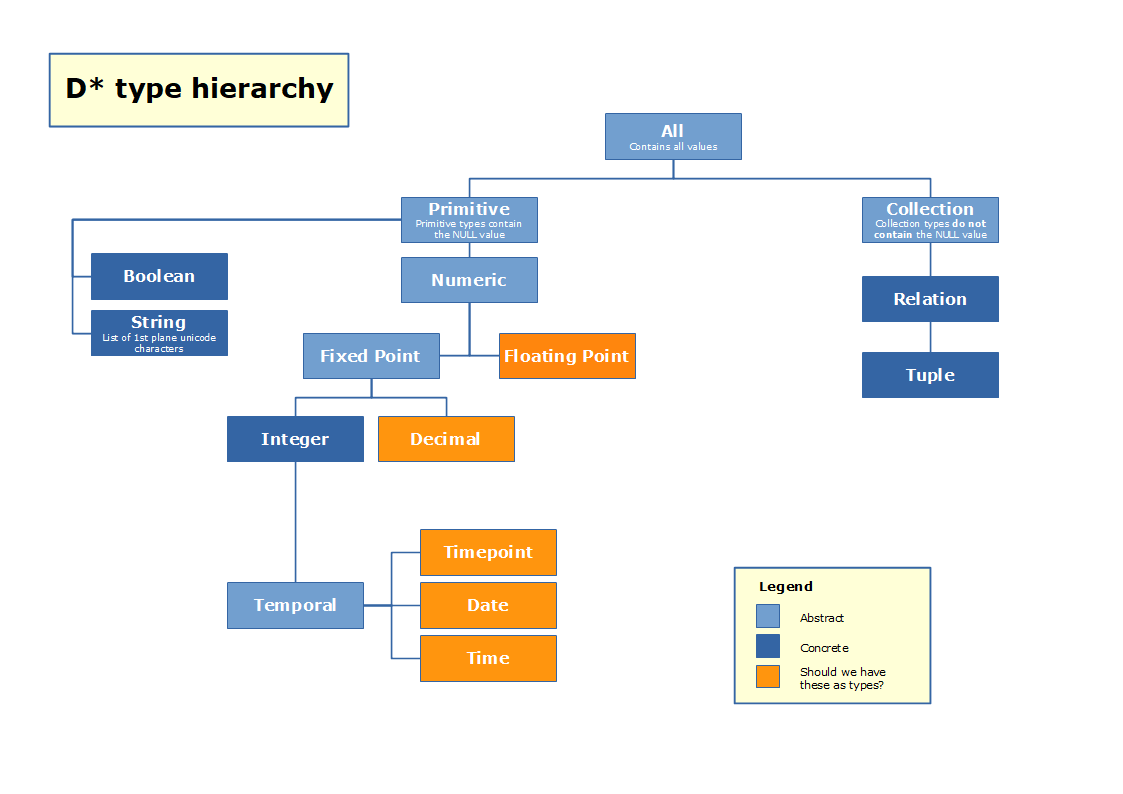 D* type hierarchy
All
Contains all values
Primitive
Primitive types contain
the NULL value
Collection
Collection types do not
contain the NULL value
Boolean
Numeric
Relation
String
List of 1st plane unicode
characters
Fixed Point
Floating Point
Tuple
Integer
Decimal
Timepoint
Temporal
Date
Time
Legend
Abstract
Concrete
Should we have
these as types?